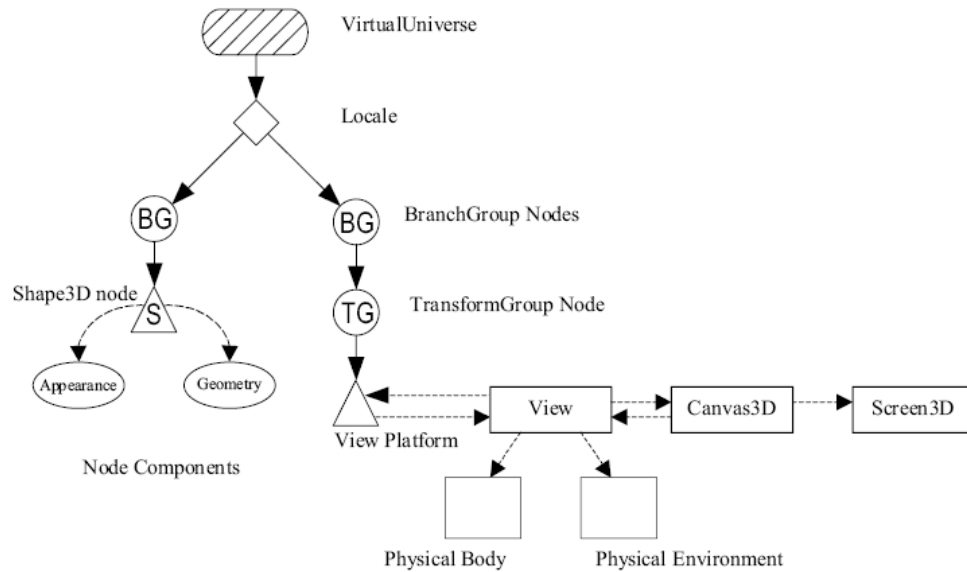 VirtualUniverse
Locale
BG
BG
BranchGroup Nodes
Shape3D node
S
TG
TransformGroup Node
Appearance
Geometry
View
Canvas3D
Screen3D
View Platform
Node Components
Physical Body
Physical Environment